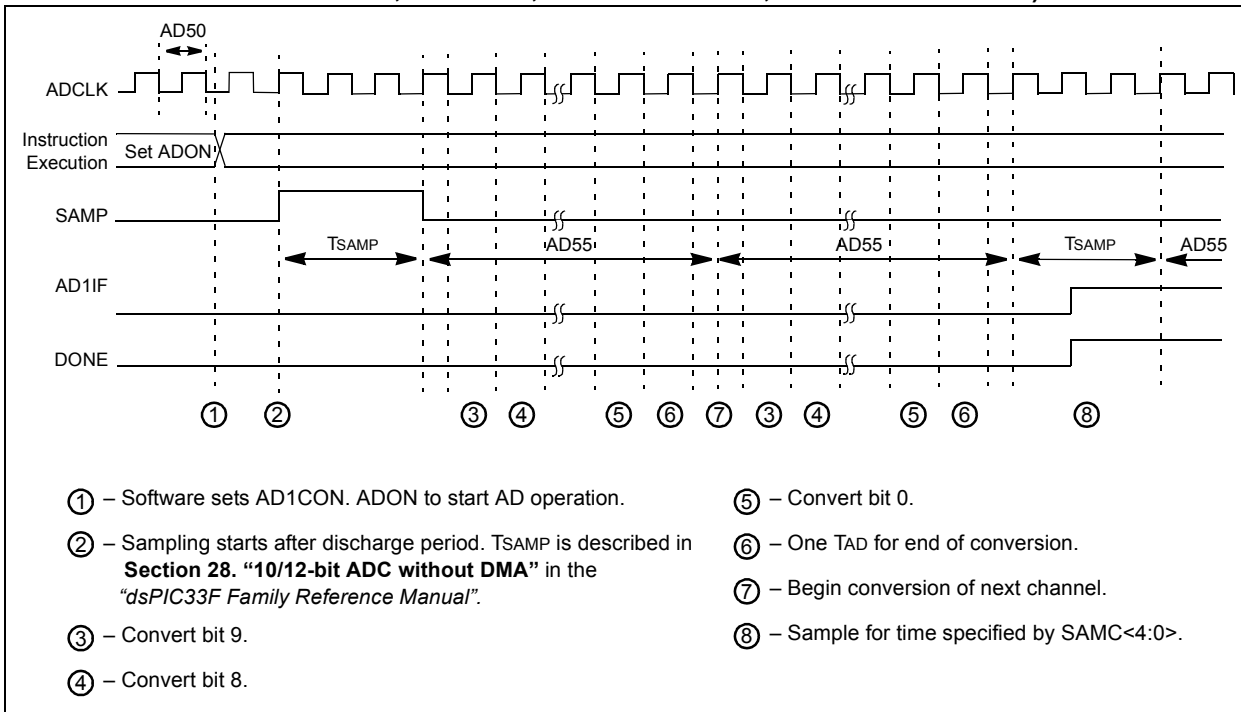 AD50
ADCLK
Instruction
Execution
Set ADON
SAMP
TSAMP
AD55
AD55
TSAMP
AD55
AD1IF
DONE
① ② ③ ④ ⑤ ⑥ ⑦ ③ ④ ⑤ ⑥ ⑧
① – Software sets AD1CON. ADON to start AD operation.
② – Sampling starts after discharge period. TSAMP is described in
Section 28. “10/12-bit ADC without DMA” in the
“dsPIC33F Family Reference Manual”.
③ – Convert bit 9.
④ – Convert bit 8.
⑤ – Convert bit 0.
⑥ – One TAD for end of conversion.
⑦ – Begin conversion of next channel.
⑧ – Sample for time specified by SAMC<4:0>.